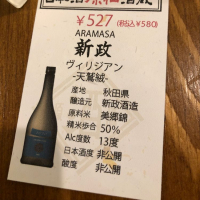 ¥527 (税込¥580)
ARAMASA
新政
ヴィリジアン
-天鵞絨-
産地 秋田県
醸造元 新政酒造
原料米 美郷錦
精米歩合 50%
Alc度数 13度
日本酒度 非公開
酸度 非公開